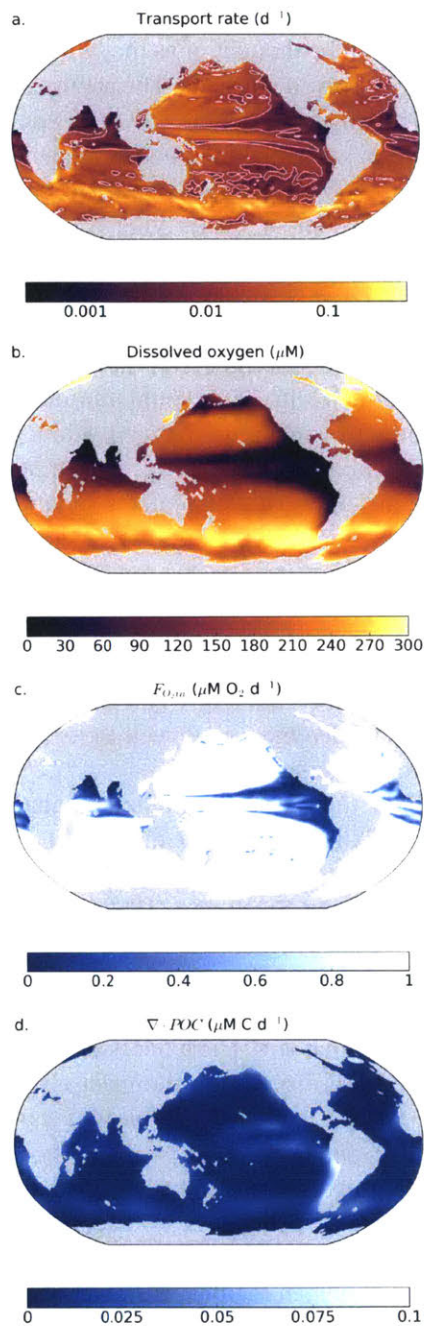 a. Transport rate (d⁻¹)
0.001 0.01 0.1
b. Dissolved oxygen (μM)
0 30 60 90 120 150 180 210 240 270 300
c. F_{O₂in} (μM O₂ d⁻¹)
0 0.2 0.4 0.6 0.8 1
d. ∇ · POC (μM C d⁻¹)
0 0.025 0.05 0.075 0.1